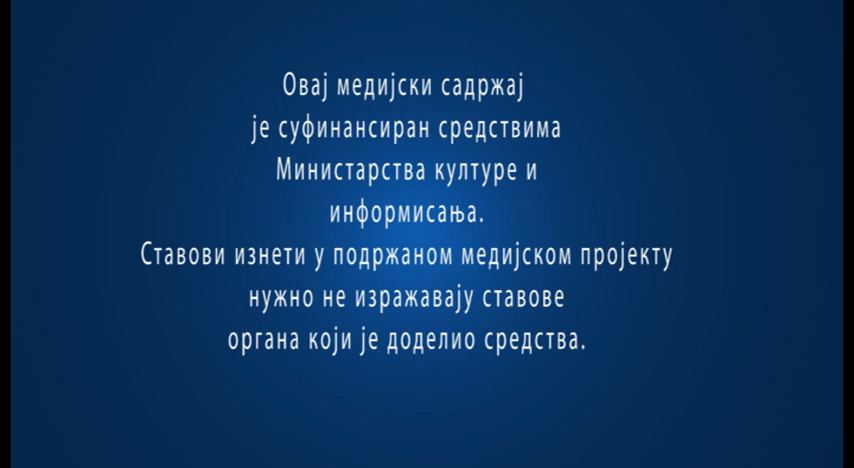 Овај медијски садржај
је суфинансиран средствима
Министарства културе и
информисања.
Ставови изнети у подржаном медијском пројекту
нужно не изражавају ставове
органа који је доделио средства.